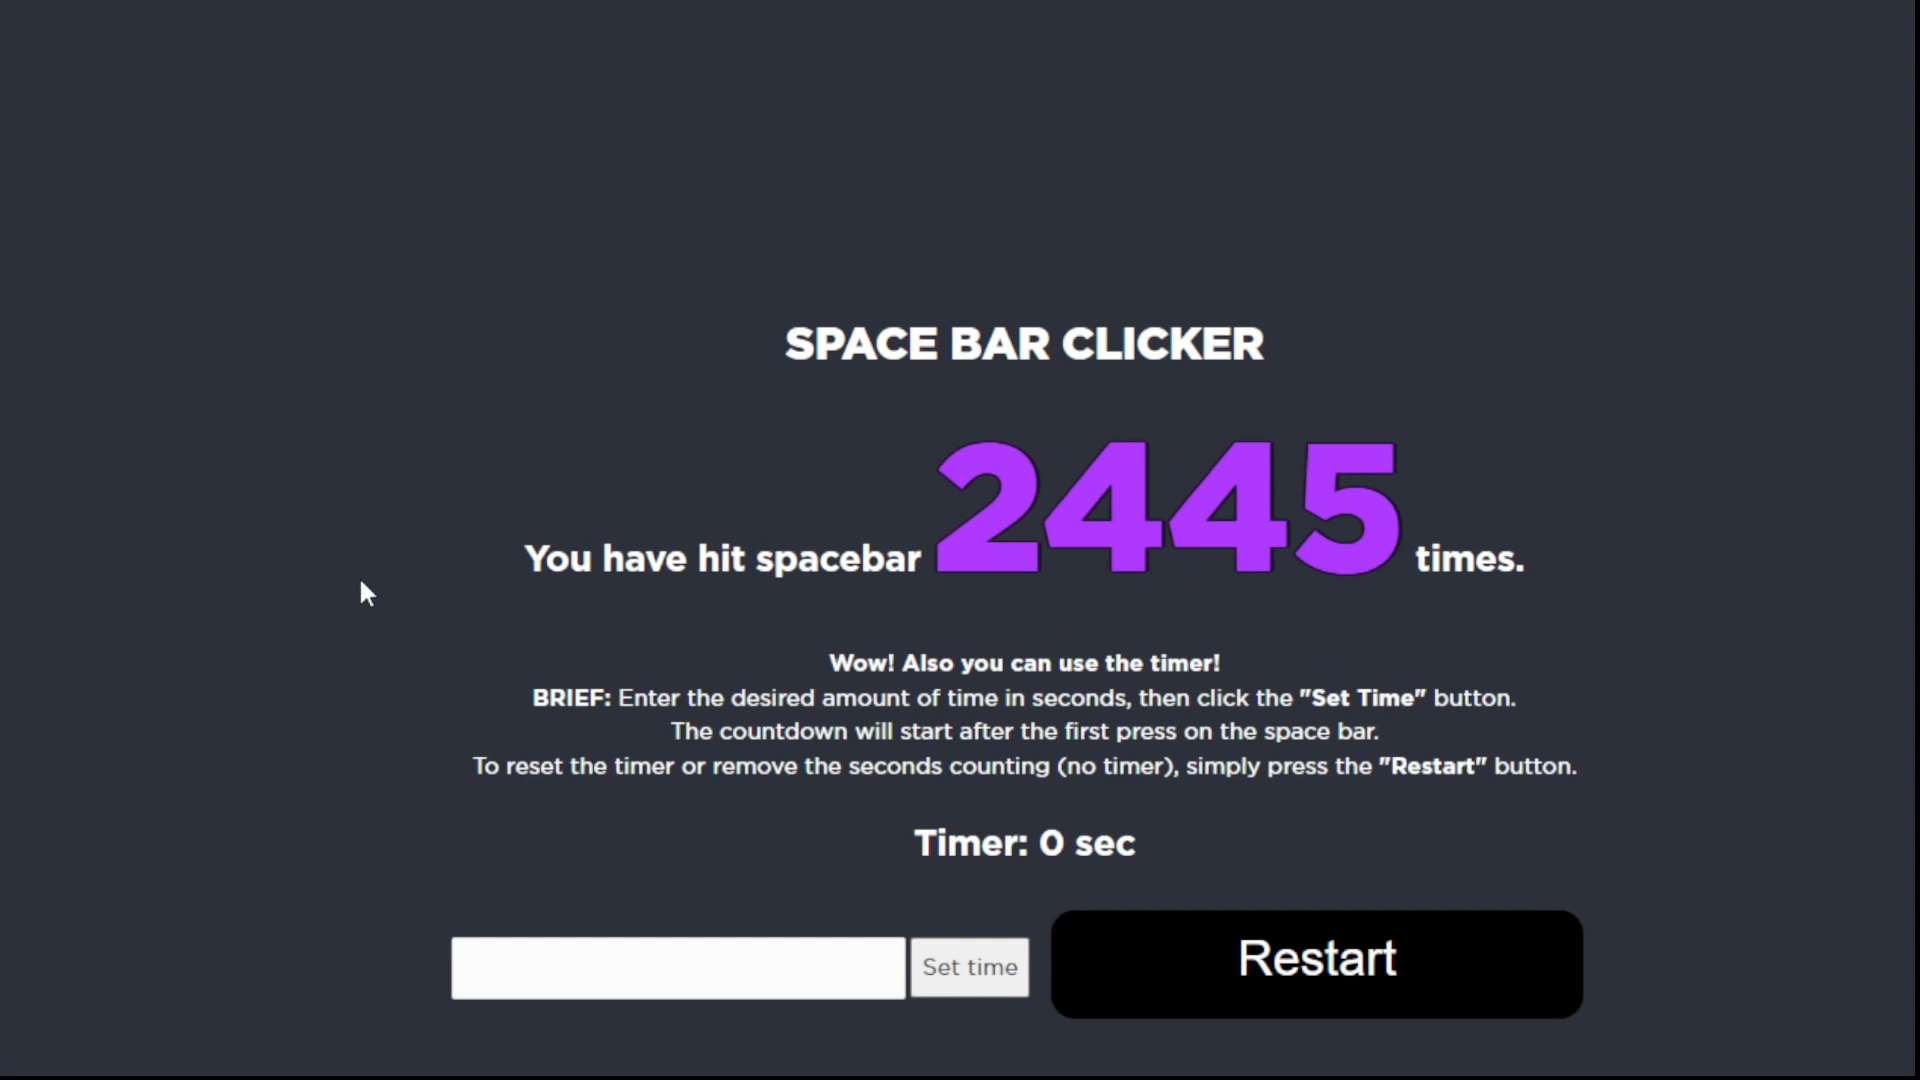 SPACE BAR CLICKER
You have hit spacebar 2445 times.
Wow! Also you can use the timer!
BRIEF: Enter the desired amount of time in seconds, then click the "Set Time" button.
The countdown will start after the first press on the space bar.
To reset the timer or remove the seconds counting (no timer), simply press the "Restart" button.
Timer: 0 sec
Set time
Restart